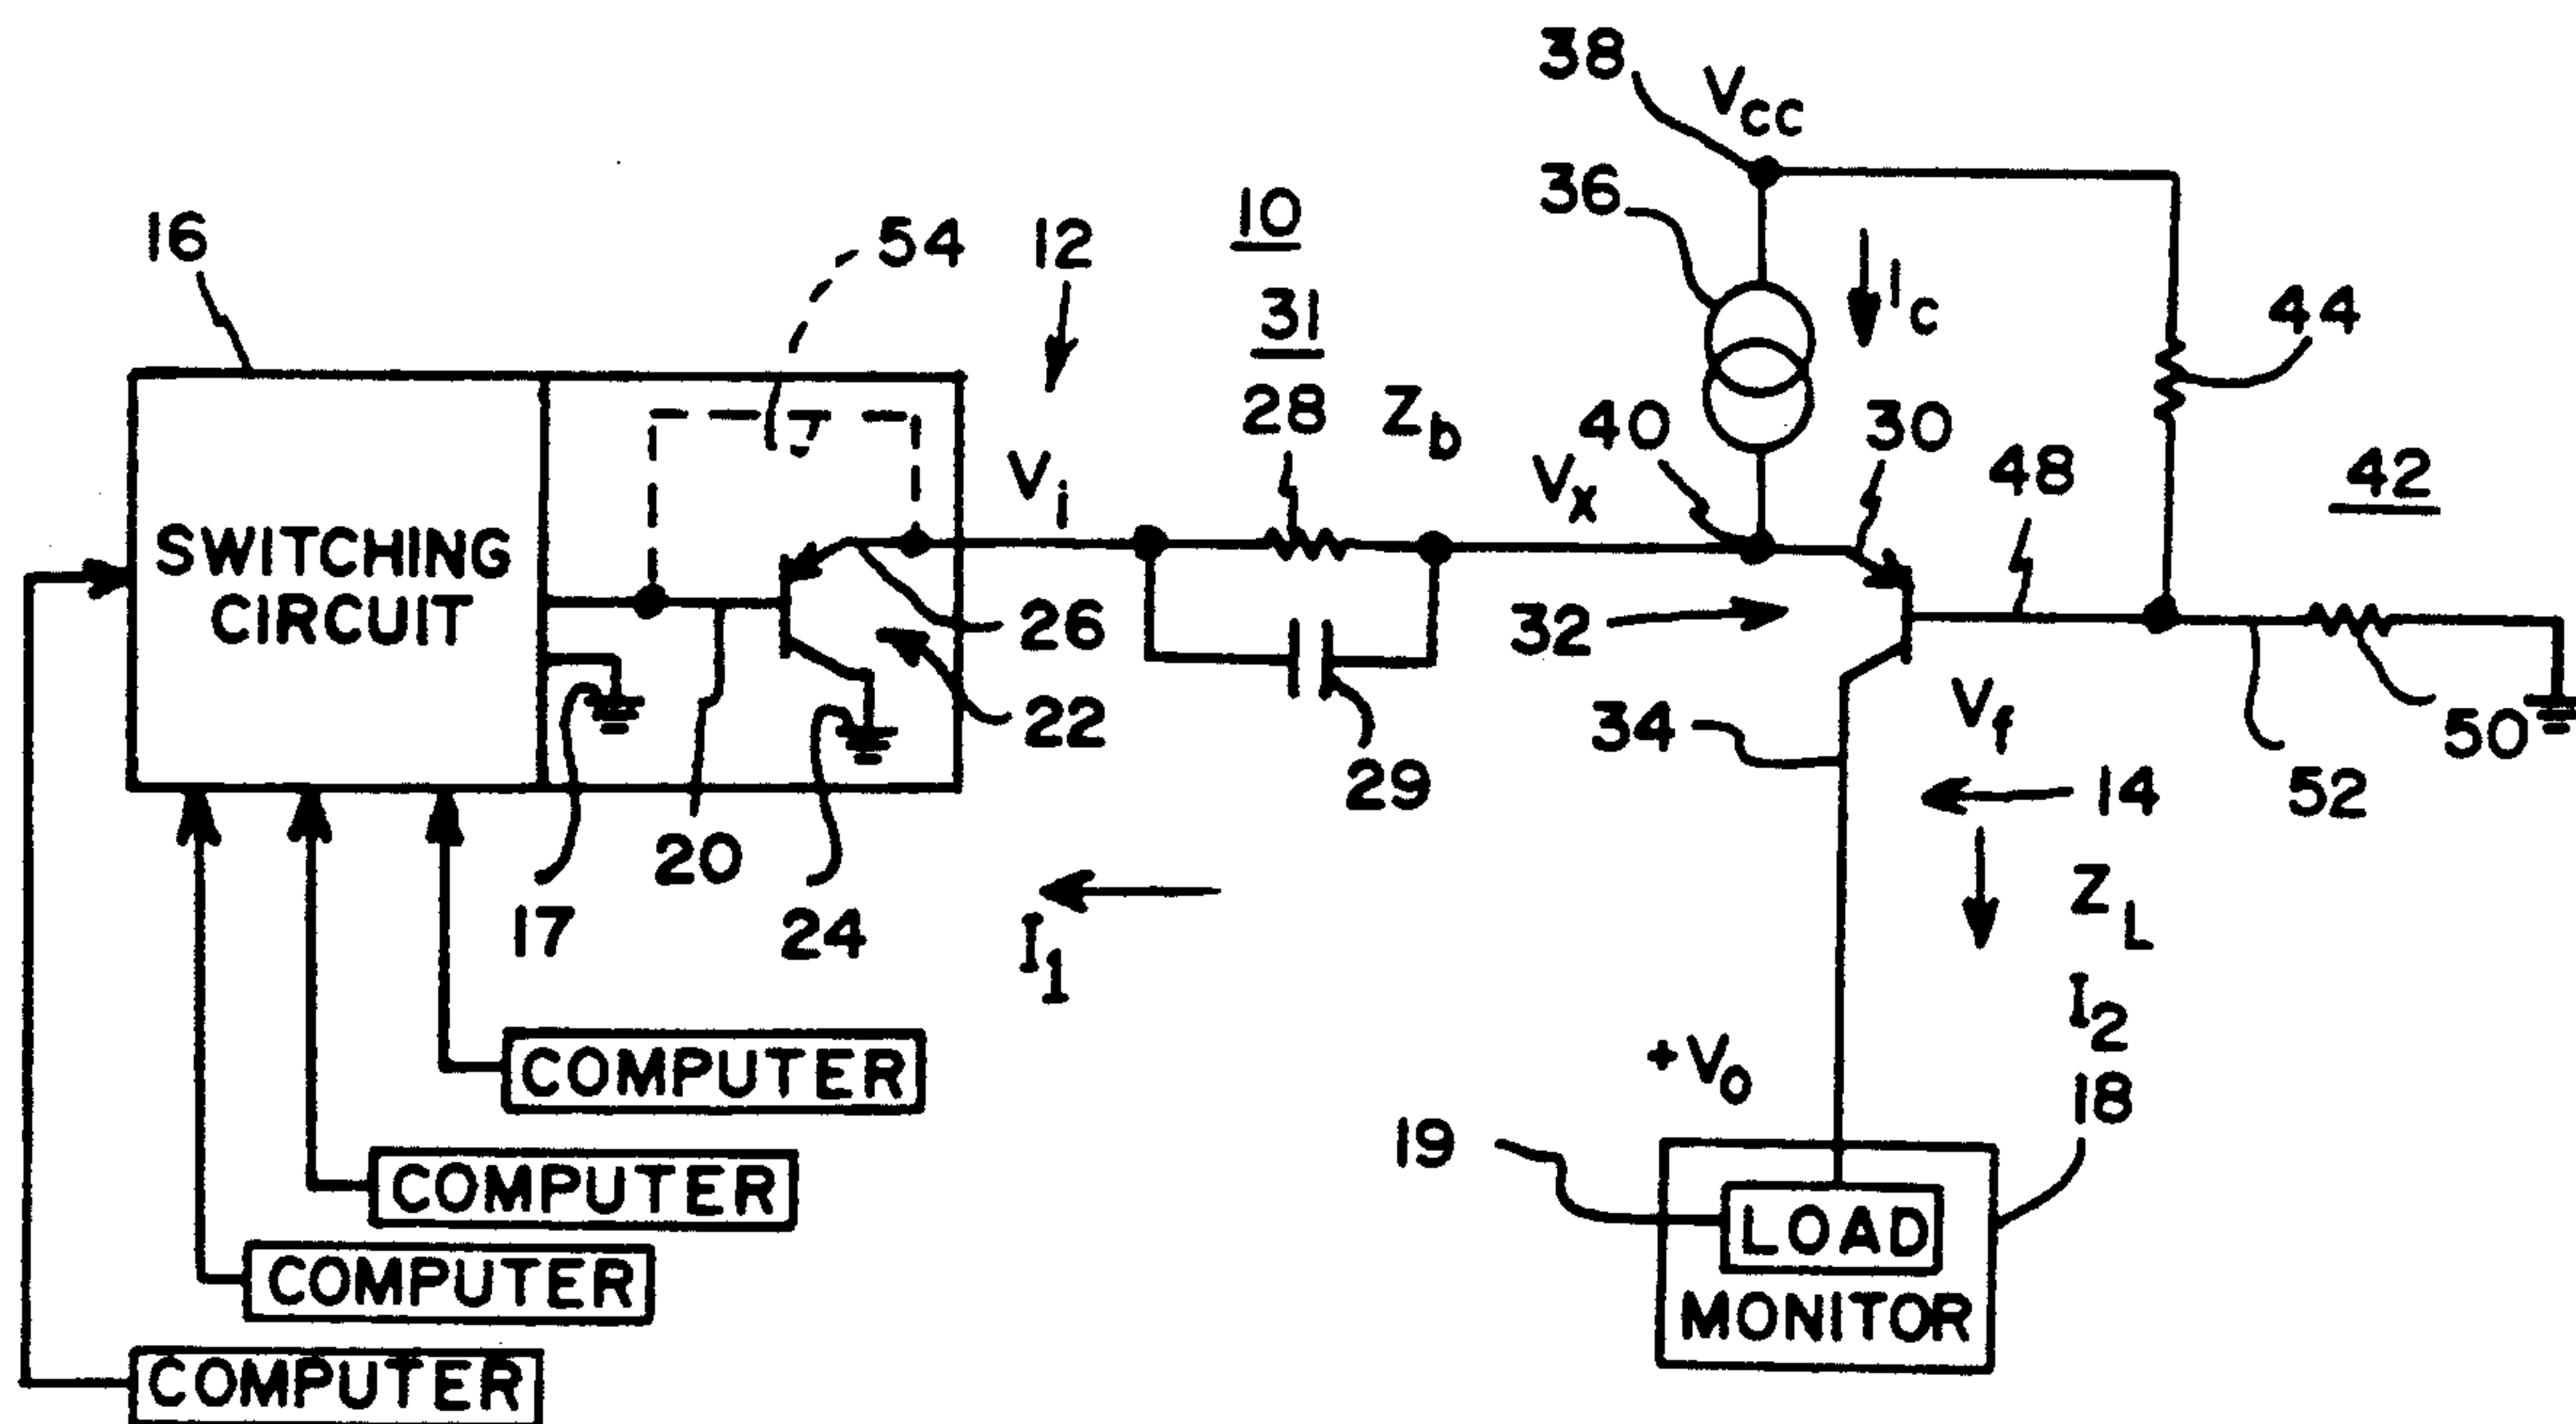 38
Vcc
36
10
16
54
12
Ic
31
44
28
Zb
40
30
Vi
Vx
48
42
SWITCHING
CIRCUIT
26
32
22
Vf
34
50
29
14
52
20
ZL
17
24
I1
I2
+Vo
18
COMPUTER
19
COMPUTER
LOAD
COMPUTER
MONITOR
COMPUTER